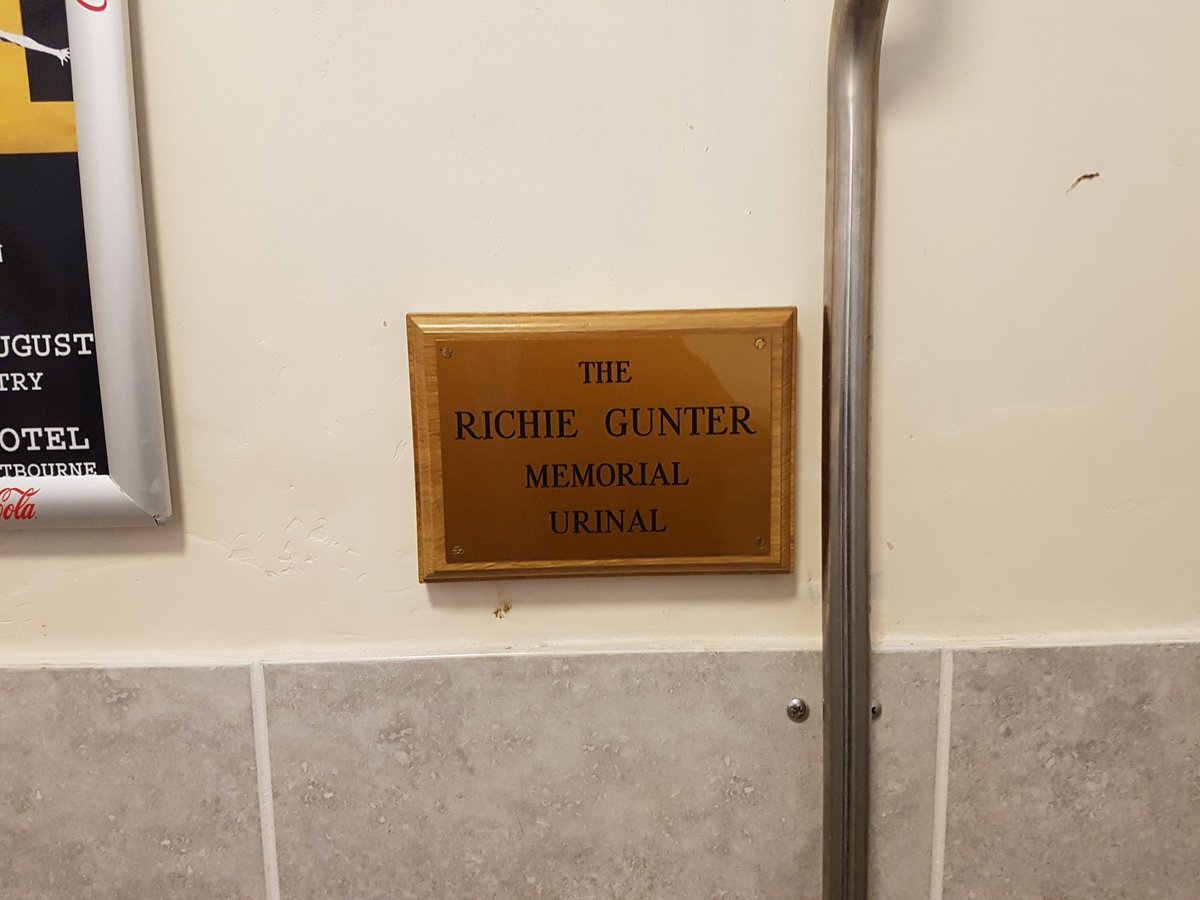 UGUST
TRY
OTEL
TBOURNE
Cola
THE
RICHIE GUNTER
MEMORIAL
URINAL